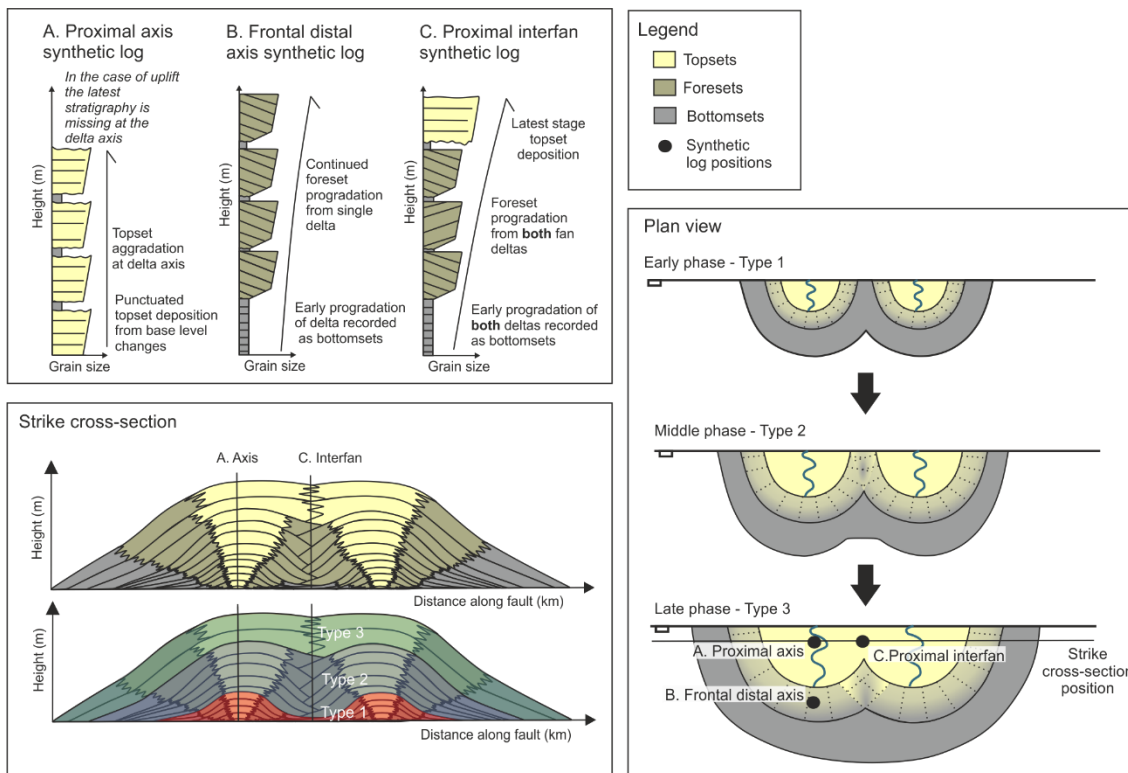 A. Proximal axis
synthetic log
In the case of uplift
the latest
stratigraphy is
missing at the
delta axis
Height (m)
Topset
aggradation
at delta axis
Punctuated
topset deposition
from base level
changes
Grain size
B. Frontal distal
axis synthetic log
Height (m)
Continued
foreset
progradation
from single
delta
Early progradation
of delta recorded
as bottomsets
Grain size
C. Proximal interfan
synthetic log
Height (m)
Latest stage
topset
deposition
Foreset
progradation
from both fan
deltas
Early progradation of
both deltas recorded
as bottomsets
Grain size
Legend
Topsets
Foresets
Bottomsets
Synthetic
log positions
Strike cross-section
A. Axis
C. Interfan
Height (m)
Distance along fault (km)
Height (m)
Type 3
Type 2
Type 1
Distance along fault (km)
Plan view
Early phase - Type 1
Middle phase - Type 2
Late phase - Type 3
A. Proximal axis
C.Proximal interfan
B. Frontal distal
axis
Strike
cross-section
position